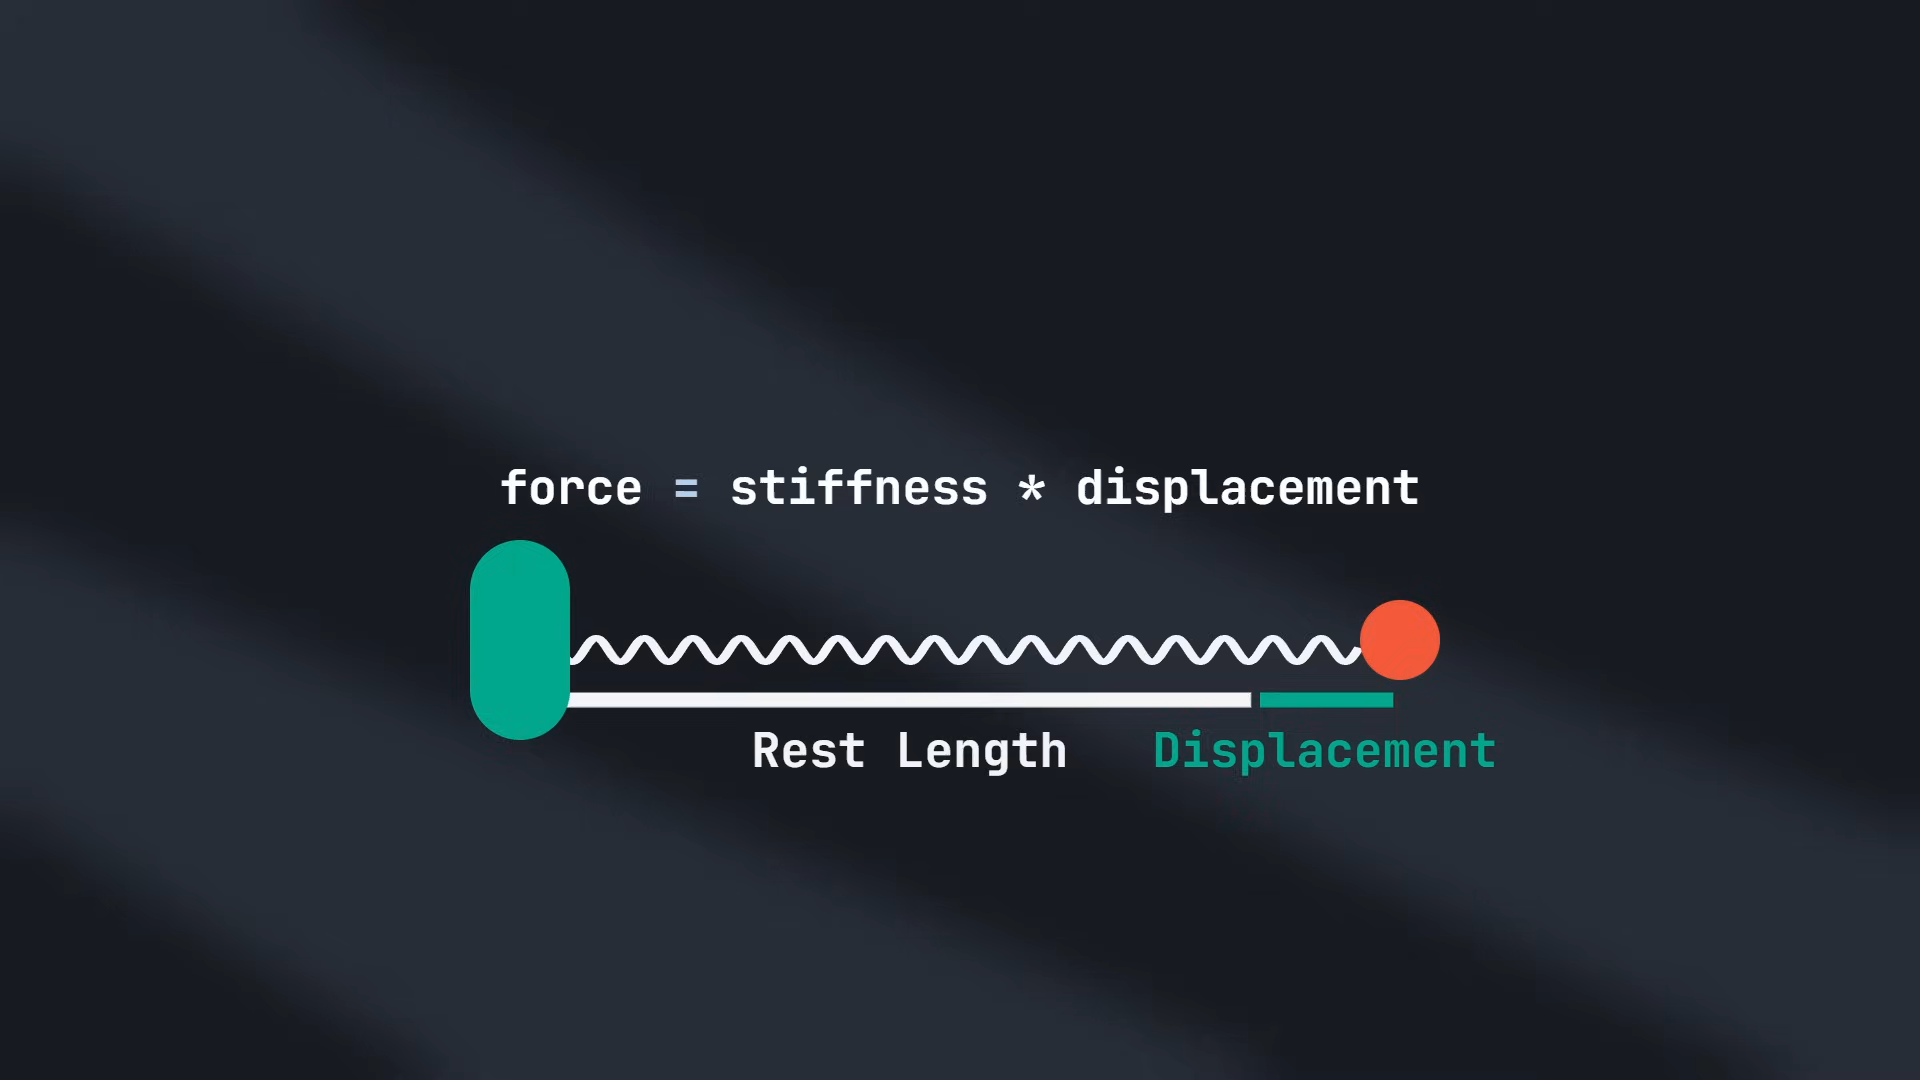 force = stiffness * displacement
Rest Length
Displacement